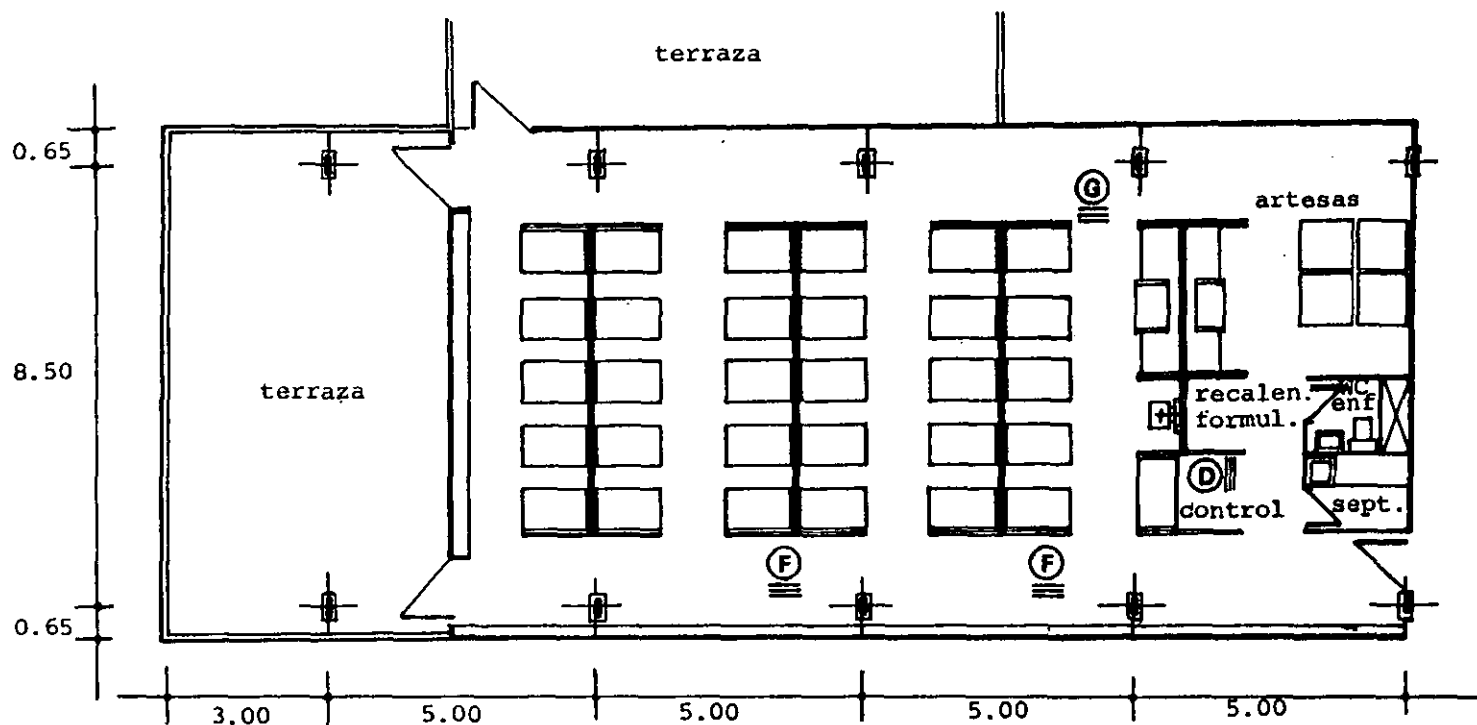 terraza
0.65
G
artesas
8.50
terraza
recalen.
formul.
WC
enf
D
control
sept.
F
F
0.65
3.00
5.00
5.00
5.00
5.00